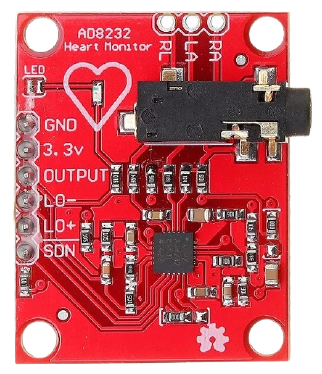 AD8232
Heart Monitor
RL
LA
RA
LED
GND
3.3v
OUTPUT
LO-
LO+
SDN